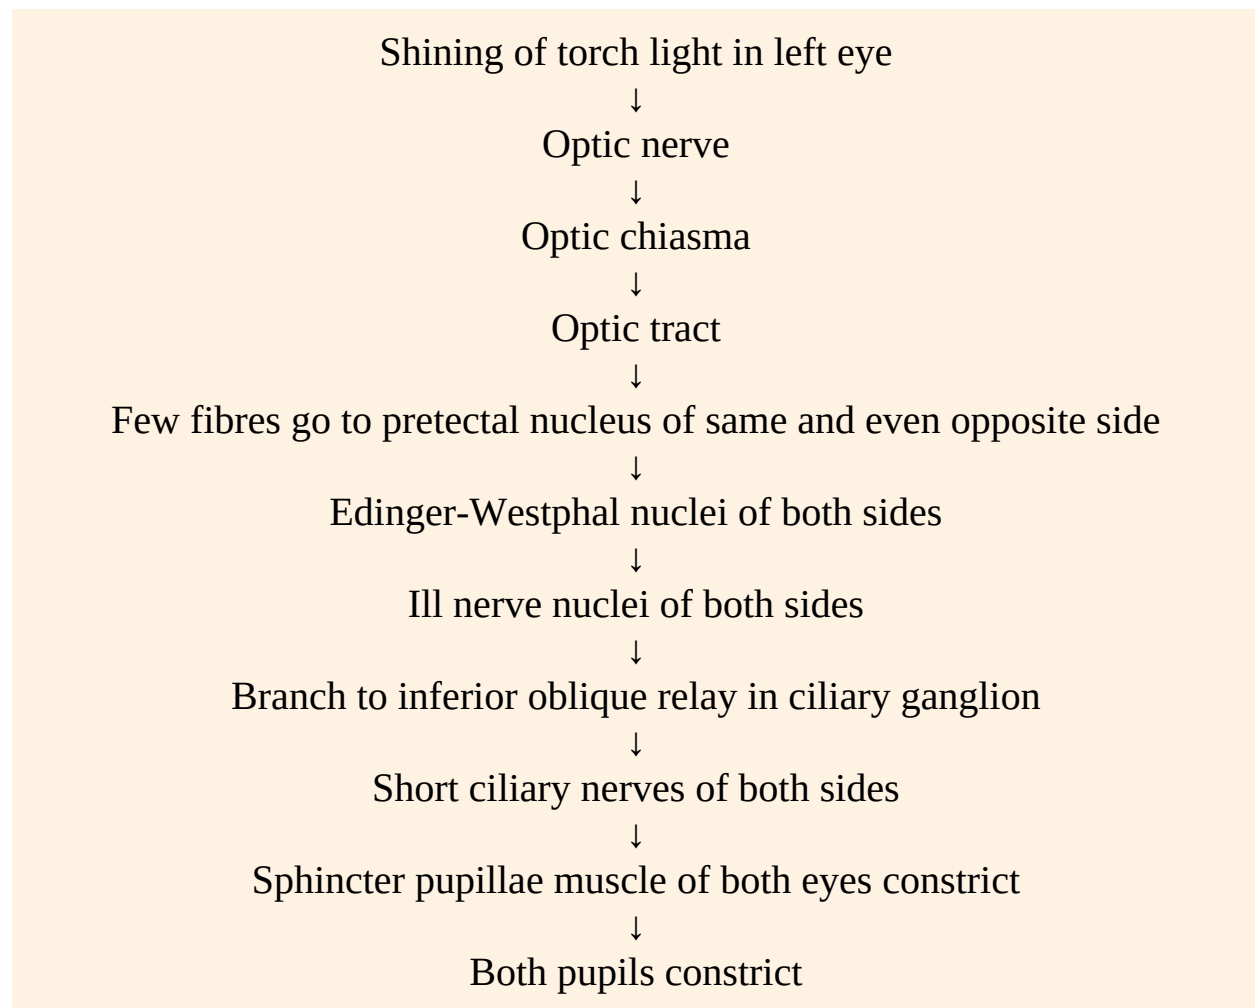 Shining of torch light in left eye
↓
Optic nerve
↓
Optic chiasma
↓
Optic tract
↓
Few fibres go to pretectal nucleus of same and even opposite side
↓
Edinger-Westphal nuclei of both sides
↓
Ill nerve nuclei of both sides
↓
Branch to inferior oblique relay in ciliary ganglion
↓
Short ciliary nerves of both sides
↓
Sphincter pupillae muscle of both eyes constrict
↓
Both pupils constrict